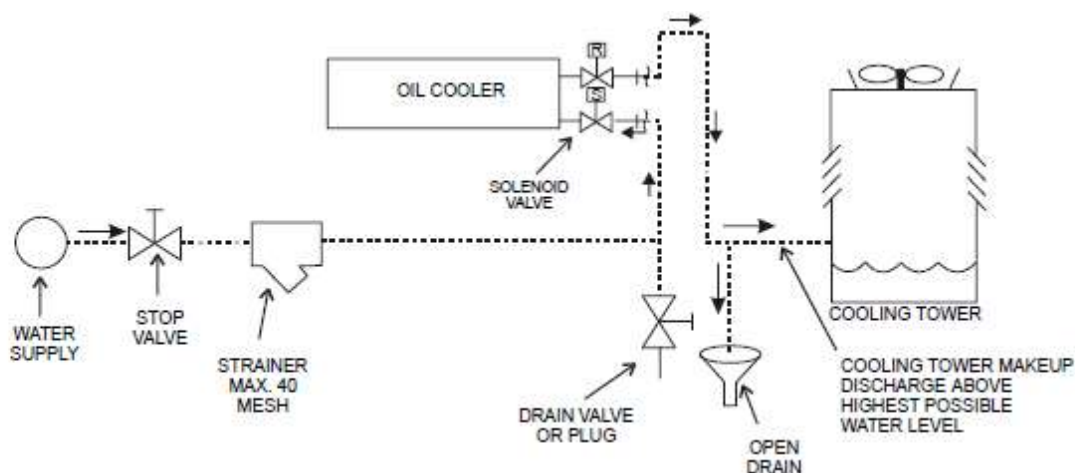 R
OIL COOLER
S
SOLENOID
VALVE
WATER
SUPPLY
STOP
VALVE
STRAINER
MAX. 40
MESH
DRAIN VALVE
OR PLUG
OPEN
DRAIN
COOLING TOWER
COOLING TOWER MAKEUP
DISCHARGE ABOVE
HIGHEST POSSIBLE
WATER LEVEL